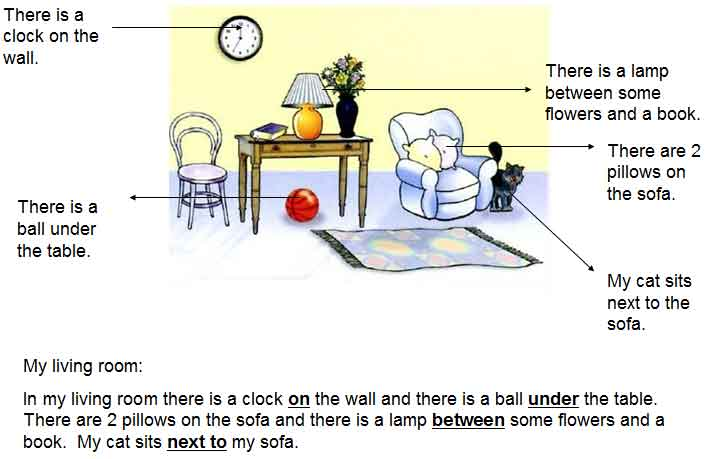 There is a
clock on the
wall.
There is a lamp
between some
flowers and a book.
There are 2
pillows on
the sofa.
There is a
ball under
the table.
My cat sits
next to the
sofa.
My living room:
In my living room there is a clock on the wall and there is a ball under the table.
There are 2 pillows on the sofa and there is a lamp between some flowers and a
book.  My cat sits next to my sofa.